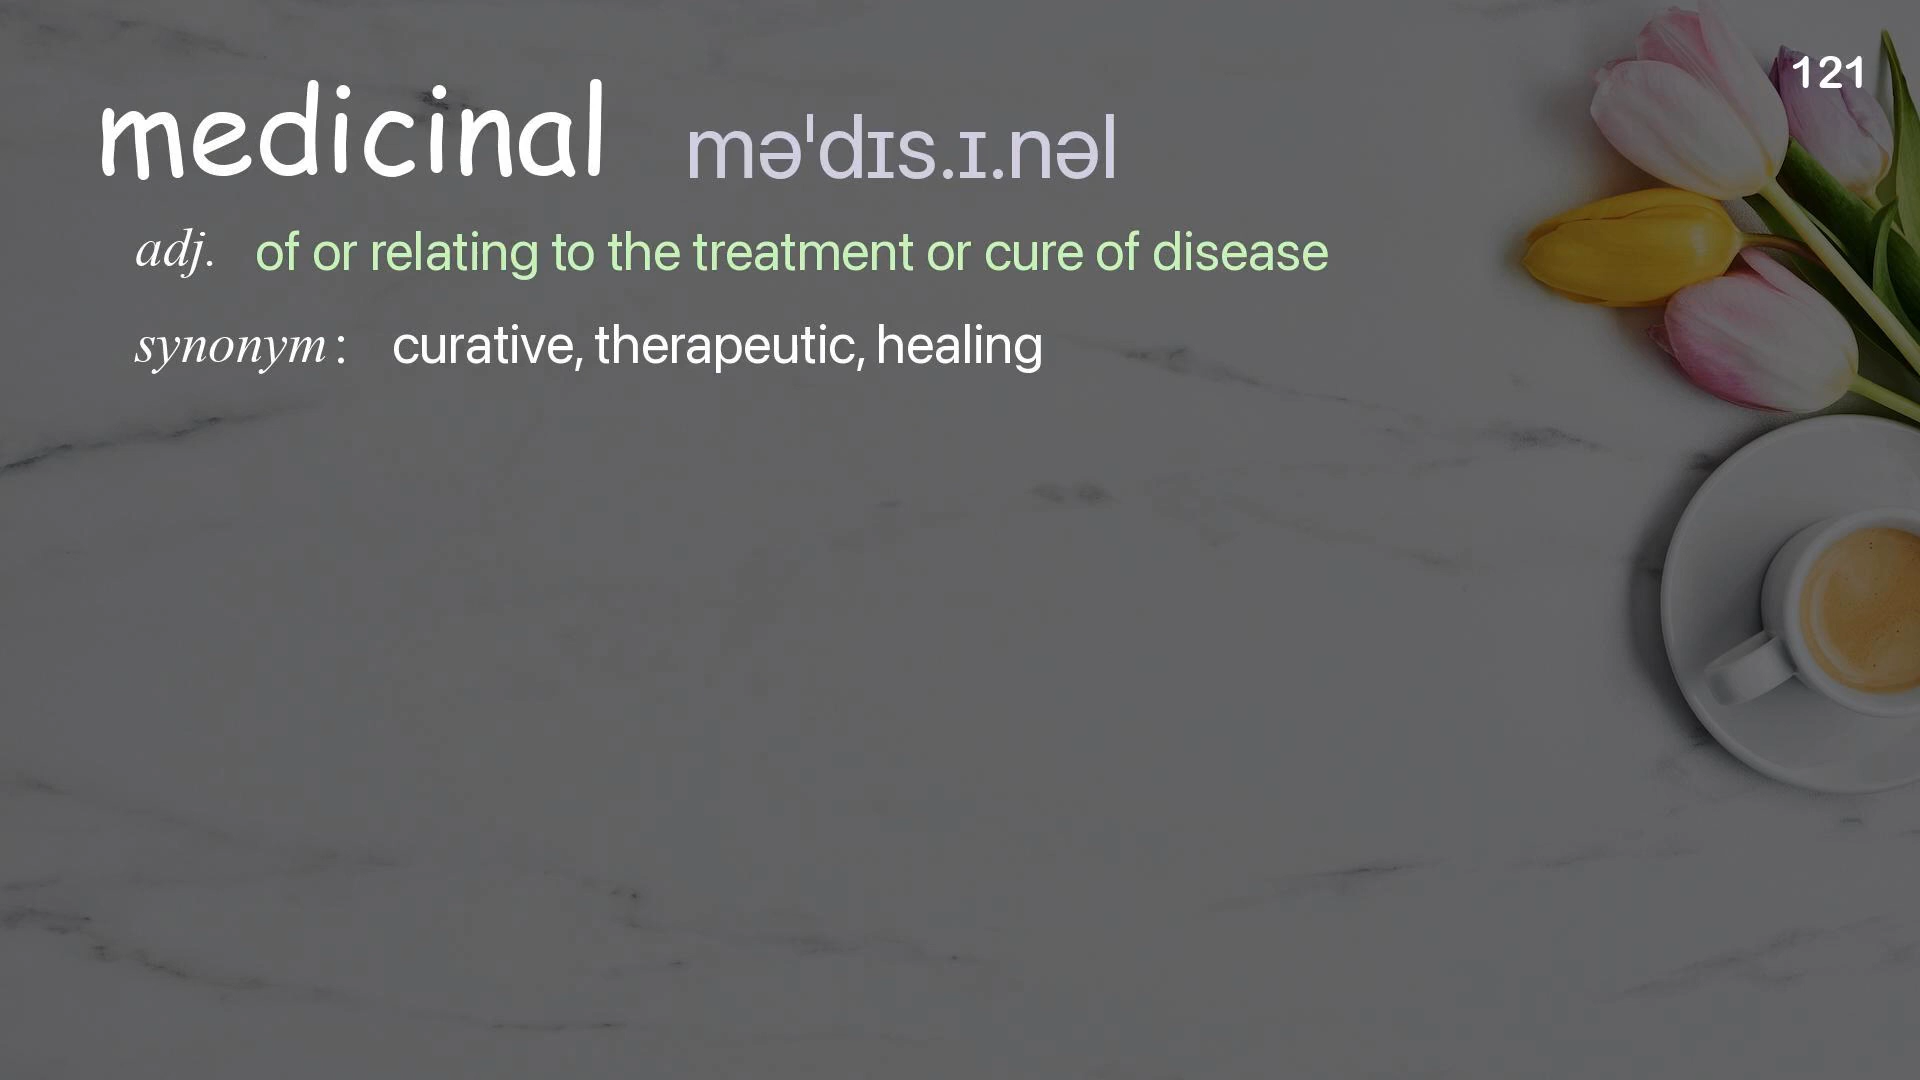 121
medicinal məˈdɪs.ɪ.nəl
adj. of or relating to the treatment or cure of disease
synonym: curative, therapeutic, healing